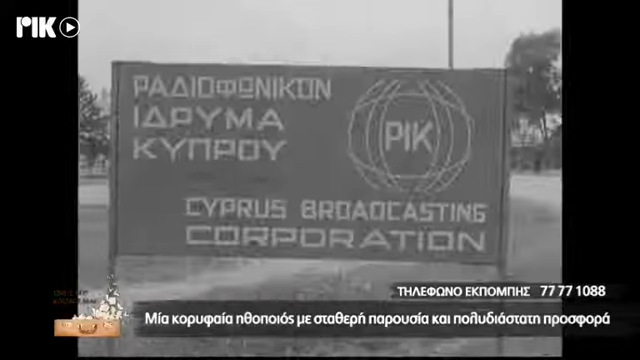 ΡΙΚ
ΡΑΔΙΟΦΩΝΙΚΟΝ
ΙΔΡΥΜΑ
ΚΥΠΡΟΥ
ΡΙΚ
CYPRUS BROADCASTING
CORPORATION
ΤΗΛΕΦΩΝΟ ΕΚΠΟΜΠΗΣ 77 77 1088
Μία κορυφαία ηθοποιός με σταθερή παρουσία και πολυδιάστατη προσφορά